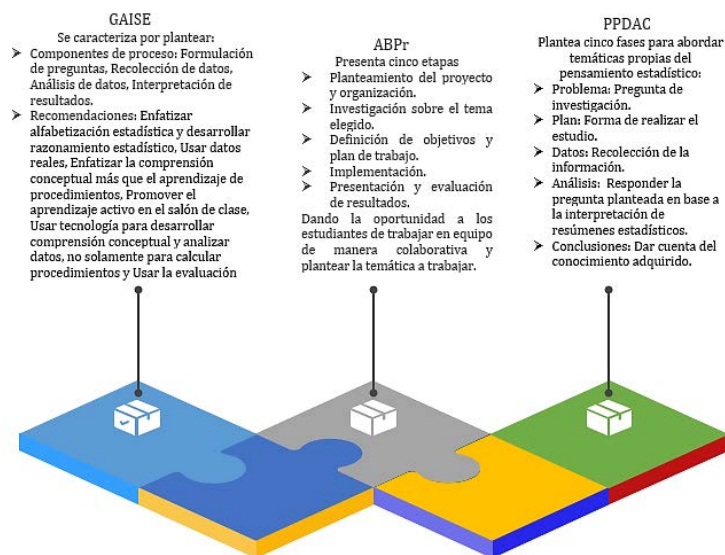 GAISE
Se caracteriza por plantear:
➢ Componentes de proceso: Formulación
de preguntas, Recolección de datos,
Análisis de datos, Interpretación de
resultados.
➢ Recomendaciones: Enfatizar
alfabetización estadística y desarrollar
razonamiento estadístico, Usar datos
reales, Enfatizar la comprensión
conceptual más que el aprendizaje de
procedimientos, Promover el
aprendizaje activo en el salón de clase,
Usar tecnología para desarrollar
comprensión conceptual y analizar
datos, no solamente para calcular
procedimientos y Usar la evaluación
ABPr
Presenta cinco etapas
➢ Planteamiento del proyecto
y organización.
➢ Investigación sobre el tema
elegido.
➢ Definición de objetivos y
plan de trabajo.
➢ Implementación.
➢ Presentación y evaluación
de resultados.
Dando la oportunidad a los
estudiantes de trabajar en equipo
de manera colaborativa y
plantear la temática a trabajar.
PPDAC
Plantea cinco fases para abordar
temáticas propias del
pensamiento estadístico:
➢ Problema: Pregunta de
investigación.
➢ Plan: Forma de realizar el
estudio.
➢ Datos: Recolección de la
información.
➢ Análisis: Responder la
pregunta planteada en base a
la interpretación de
resúmenes estadísticos.
➢ Conclusiones: Dar cuenta del
conocimiento adquirido.